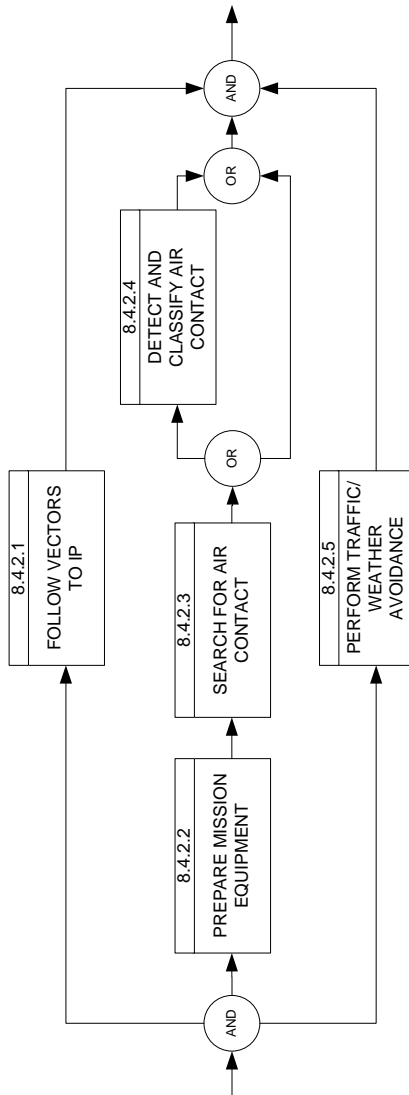 AND
8.4.2.1
FOLLOW VECTORS
TO IP
8.4.2.2
PREPARE MISSION
EQUIPMENT
8.4.2.3
SEARCH FOR AIR
CONTACT
OR
8.4.2.4
DETECT AND
CLASSIFY AIR
CONTACT
OR
8.4.2.5
PERFORM TRAFFIC/
WEATHER
AVOIDANCE
AND